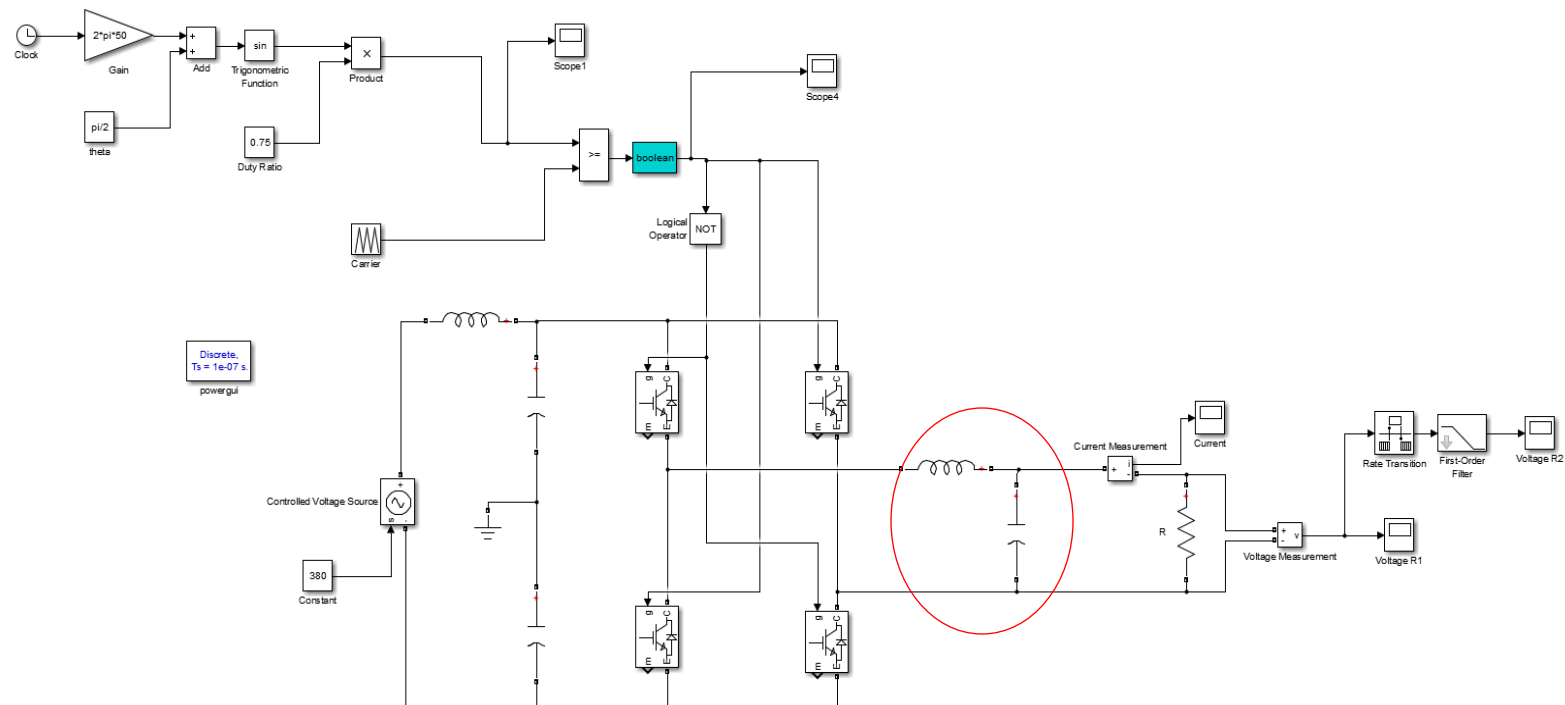 Clock
2*pi*50
Gain
+
+
Add
sin
Trigonometric
Function
×
Product
Scope1
Scope4
pi/2
theta
0.75
Duty Ratio
>=
boolean
Logical
Operator
NOT
Carrier
Discrete,
Ts = 1e-07 s.
powergui
g
C
m
E
g
C
m
E
Current Measurement
+
i
-
Current
Rate Transition
First-Order
Filter
Voltage R2
Controlled Voltage Source
+
s
-
R
+
-
v
Voltage Measurement
Voltage R1
380
Constant
g
C
m
E
g
C
m
E